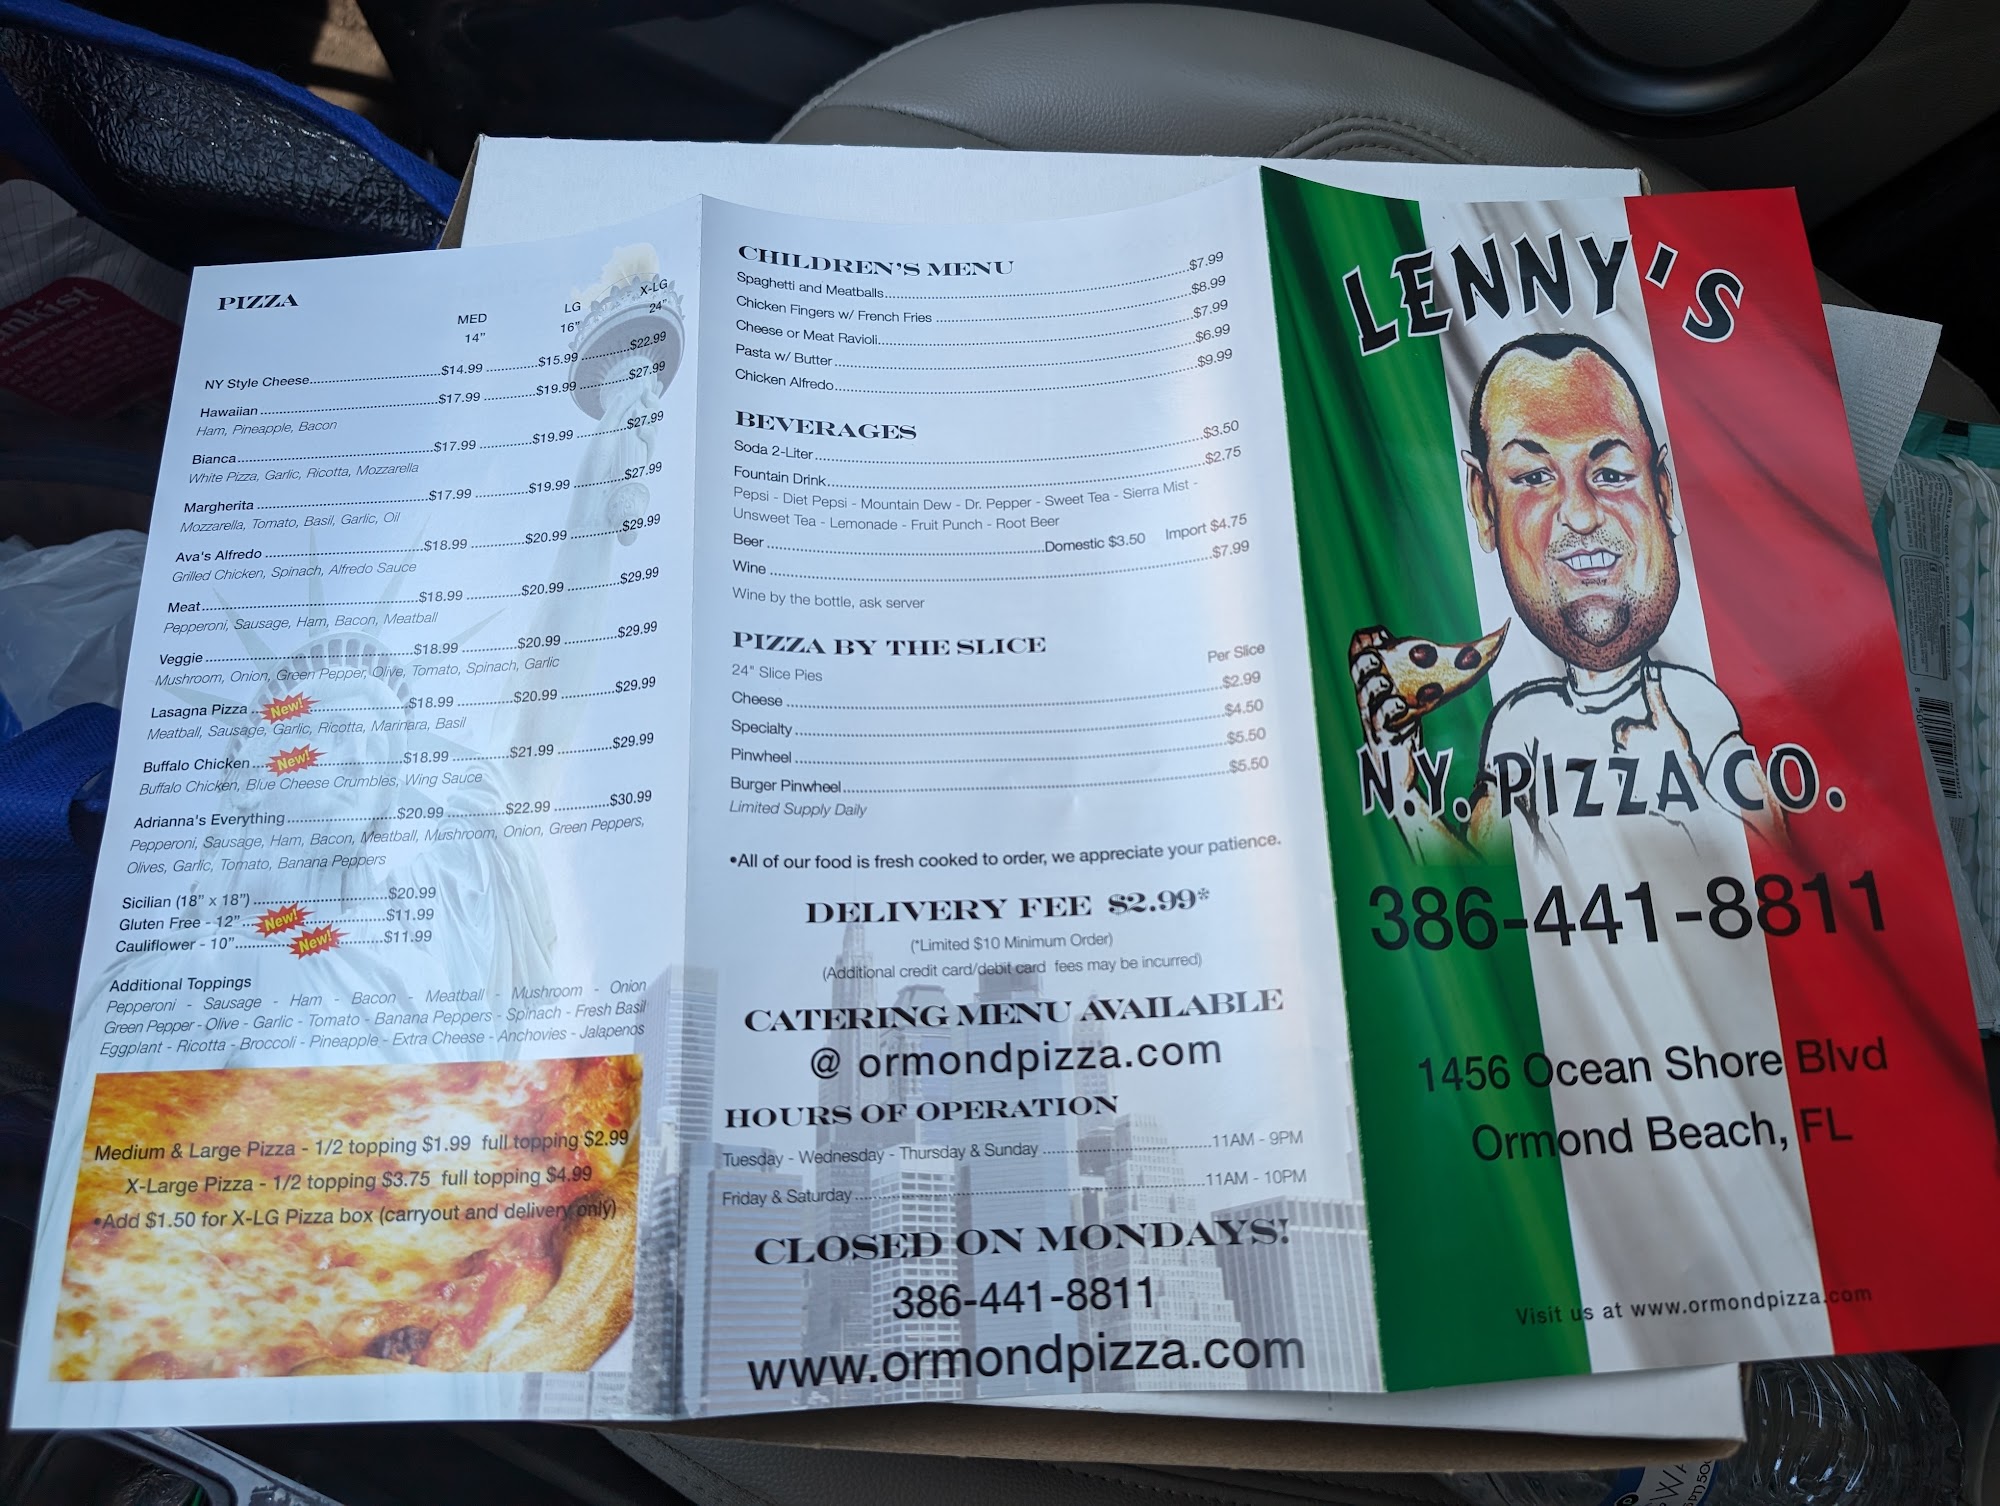 PIZZA
MED LG X-LG
14" 16" 24"
NY Style Cheese $14.99 $15.99 $22.99
Hawaiian $17.99 $19.99 $27.99
Ham, Pineapple, Bacon
Bianca $17.99 $19.99 $27.99
White Pizza, Garlic, Ricotta, Mozzarella
Margherita $17.99 $19.99 $27.99
Mozzarella, Tomato, Basil, Garlic, Oil
Ava's Alfredo $18.99 $20.99 $29.99
Grilled Chicken, Spinach, Alfredo Sauce
Meat $18.99 $20.99 $29.99
Pepperoni, Sausage, Ham, Bacon, Meatball
Veggie $18.99 $20.99 $29.99
Mushroom, Onion, Green Pepper, Olive, Tomato, Spinach, Garlic
Lasagna Pizza New! $18.99 $20.99 $29.99
Meatball, Sausage, Garlic, Ricotta, Marinara, Basil
Buffalo Chicken New! $18.99 $21.99 $29.99
Buffalo Chicken, Blue Cheese Crumbles, Wing Sauce
Adrianna's Everything $20.99 $22.99 $30.99
Pepperoni, Sausage, Ham, Bacon, Meatball, Mushroom, Onion, Green Peppers,
Olives, Garlic, Tomato, Banana Peppers
Sicilian (18" x 18") $20.99
Gluten Free - 12" New! $11.99
Cauliflower - 10" New! $11.99
Additional Toppings
Pepperoni - Sausage - Ham - Bacon - Meatball - Mushroom - Onion
Green Pepper - Olive - Garlic - Tomato - Banana Peppers - Spinach - Fresh Basil
Eggplant - Ricotta - Broccoli - Pineapple - Extra Cheese - Anchovies - Jalapenos
Medium & Large Pizza - 1/2 topping $1.99 full topping $2.99
X-Large Pizza - 1/2 topping $3.75 full topping $4.99
•Add $1.50 for X-LG Pizza box (carryout and delivery only)
CHILDREN'S MENU
Spaghetti and Meatballs $7.99
Chicken Fingers w/ French Fries $8.99
Cheese or Meat Ravioli $7.99
Pasta w/ Butter $6.99
Chicken Alfredo $9.99
BEVERAGES
Soda 2-Liter $3.50
Fountain Drink $2.75
Pepsi - Diet Pepsi - Mountain Dew - Dr. Pepper - Sweet Tea - Sierra Mist -
Unsweet Tea - Lemonade - Fruit Punch - Root Beer
Beer Domestic $3.50 Import $4.75
Wine $7.99
Wine by the bottle, ask server
PIZZA BY THE SLICE
24" Slice Pies Per Slice
Cheese $2.99
Specialty $4.50
Pinwheel $5.50
Burger Pinwheel $5.50
Limited Supply Daily
•All of our food is fresh cooked to order, we appreciate your patience.
DELIVERY FEE $2.99*
(*Limited $10 Minimum Order)
(Additional credit card/debit card fees may be incurred)
CATERING MENU AVAILABLE
@ ormondpizza.com
HOURS OF OPERATION
Tuesday - Wednesday - Thursday & Sunday 11AM - 9PM
Friday & Saturday 11AM - 10PM
CLOSED ON MONDAYS!
386-441-8811
www.ormondpizza.com
LENNY'S
N.Y. PIZZA CO.
386-441-8811
1456 Ocean Shore Blvd
Ormond Beach, FL
Visit us at www.ormondpizza.com